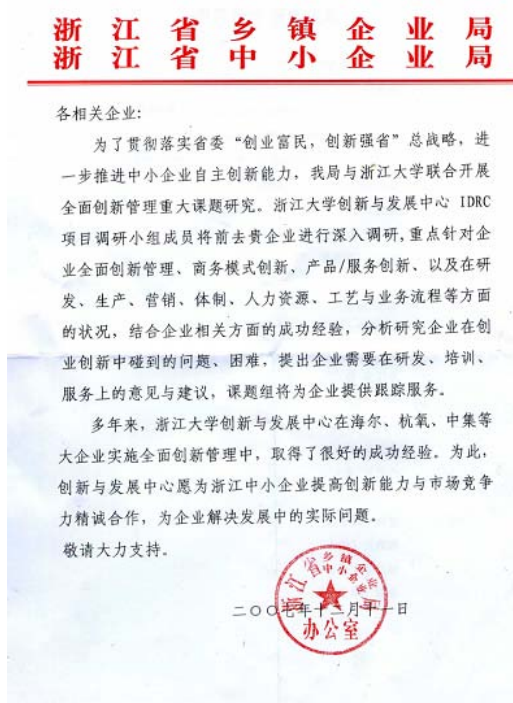 浙江省乡镇企业局
浙江省中小企业局
各相关企业:
为了贯彻落实省委“创业富民，创新强省”总战略，进
一步推进中小企业自主创新能力，我局与浙江大学联合开展
全面创新管理重大课题研究。浙江大学创新与发展中心 IDRC
项目调研小组成员将前去贵企业进行深入调研,重点针对企
业全面创新管理、商务模式创新、产品/服务创新、以及在研
发、生产、营销、体制、人力资源、工艺与业务流程等方面
的状况，结合企业相关方面的成功经验，分析研究企业在创
业创新中碰到的问题、困难，提出企业需要在研发、培训、
服务上的意见与建议，课题组将为企业提供跟踪服务。
多年来，浙江大学创新与发展中心在海尔、杭氧、中集等
大企业实施全面创新管理中，取得了很好的成功经验。为此，
创新与发展中心愿为浙江中小企业提高创新能力与市场竞争
力精诚合作，为企业解决发展中的实际问题。
敬请大力支持。
浙江省乡镇企业局
中小企业
二〇〇七年十二月十一日
办公室